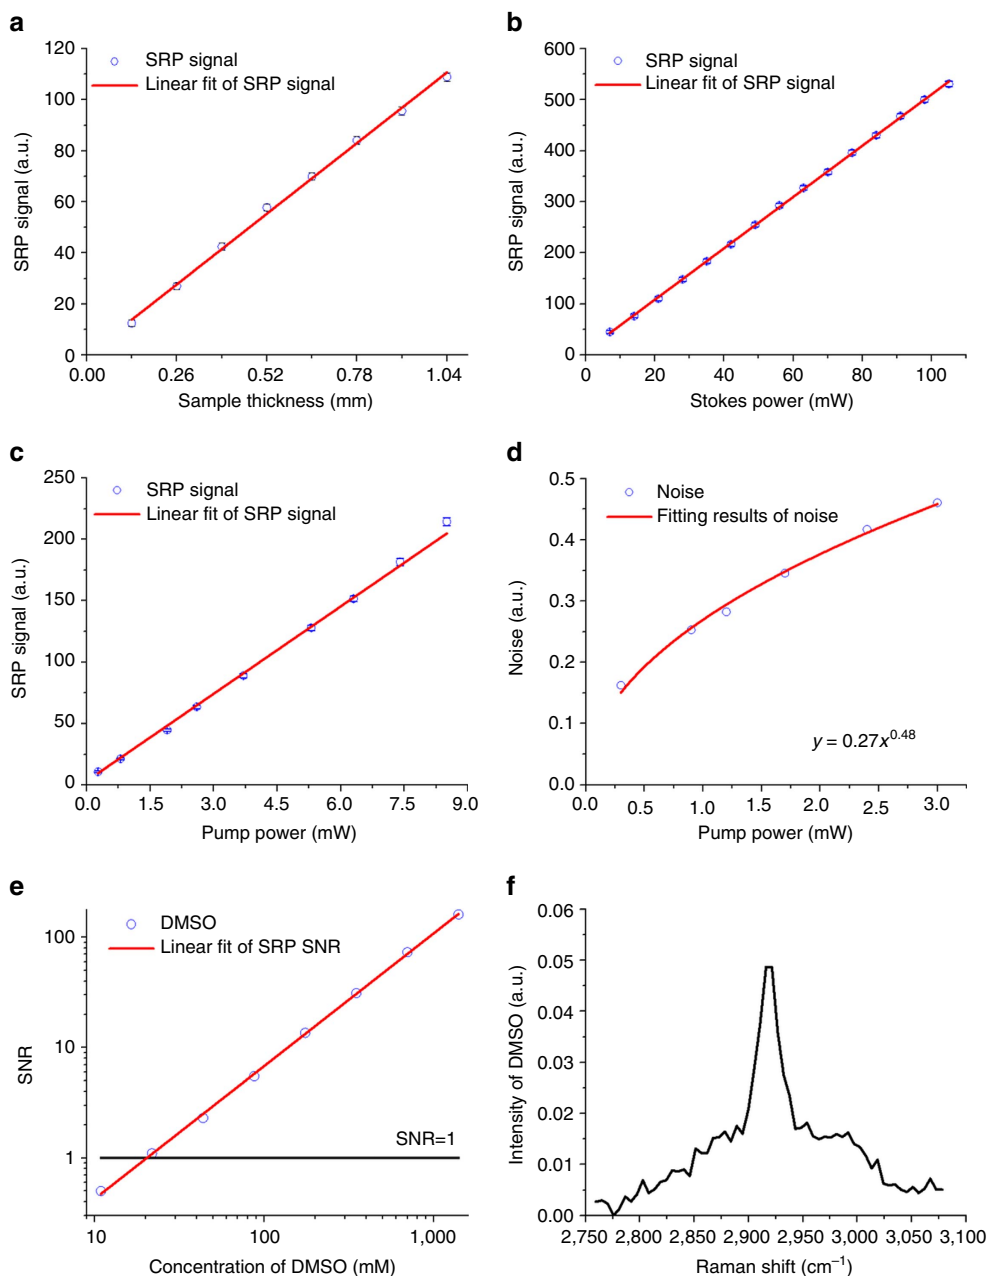 a
120
100
80
60
40
20
0
SRP signal (a.u.)
SRP signal
Linear fit of SRP signal
0.00 0.26 0.52 0.78 1.04
Sample thickness (mm)
b
600
500
400
300
200
100
0
SRP signal (a.u.)
SRP signal
Linear fit of SRP signal
0 20 40 60 80 100
Stokes power (mW)
c
250
200
150
100
50
0
SRP signal (a.u.)
SRP signal
Linear fit of SRP signal
0.0 1.5 3.0 4.5 6.0 7.5 9.0
Pump power (mW)
d
0.5
0.4
0.3
0.2
0.1
0.0
Noise (a.u.)
Noise
Fitting results of noise
y = 0.27x^0.48
0.0 0.5 1.0 1.5 2.0 2.5 3.0
Pump power (mW)
e
100
10
1
SNR
DMSO
Linear fit of SRP SNR
SNR=1
10 100 1,000
Concentration of DMSO (mM)
f
0.06
0.05
0.04
0.03
0.02
0.01
0.00
Intensity of DMSO (a.u.)
2,750 2,800 2,850 2,900 2,950 3,000 3,050 3,100
Raman shift (cm⁻¹)